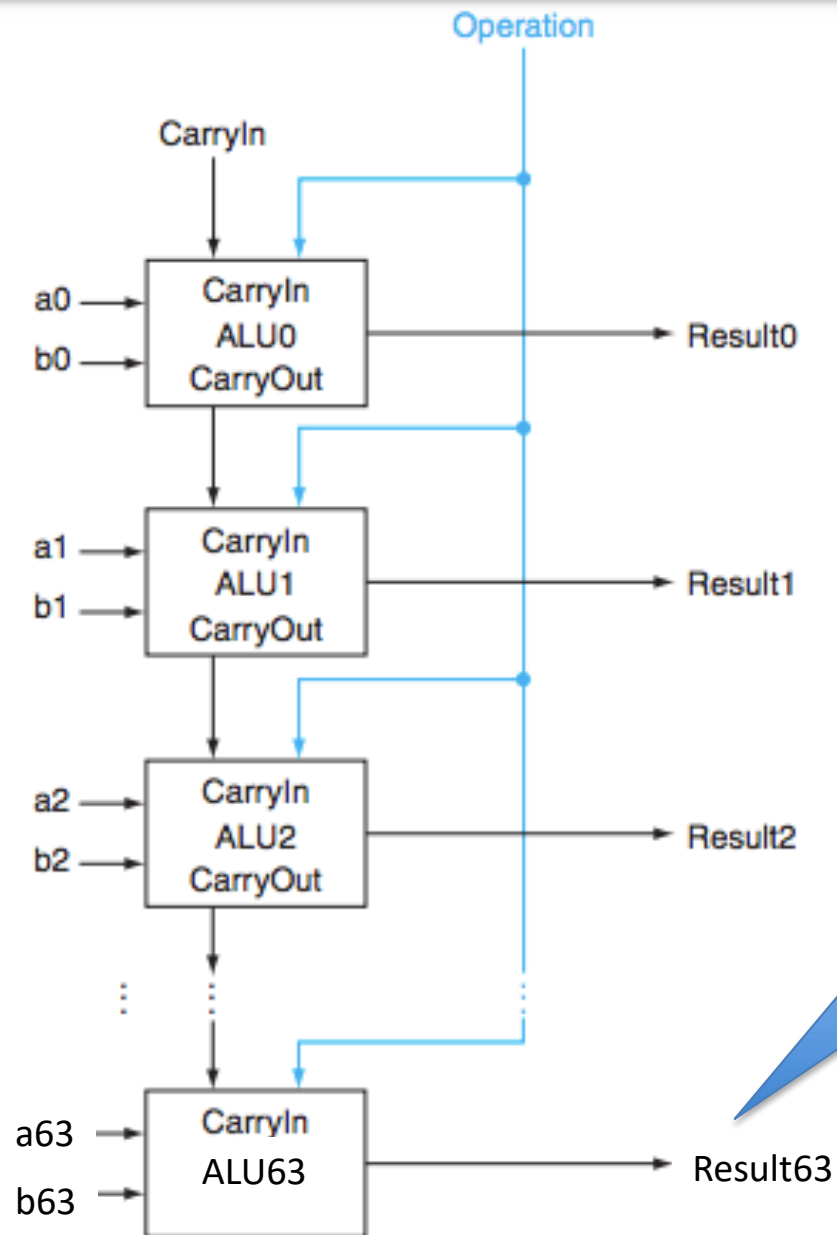 Operation
CarryIn
a0
b0
CarryIn
ALU0
CarryOut
Result0
a1
b1
CarryIn
ALU1
CarryOut
Result1
a2
b2
CarryIn
ALU2
CarryOut
Result2
a63
b63
CarryIn
ALU63
Result63